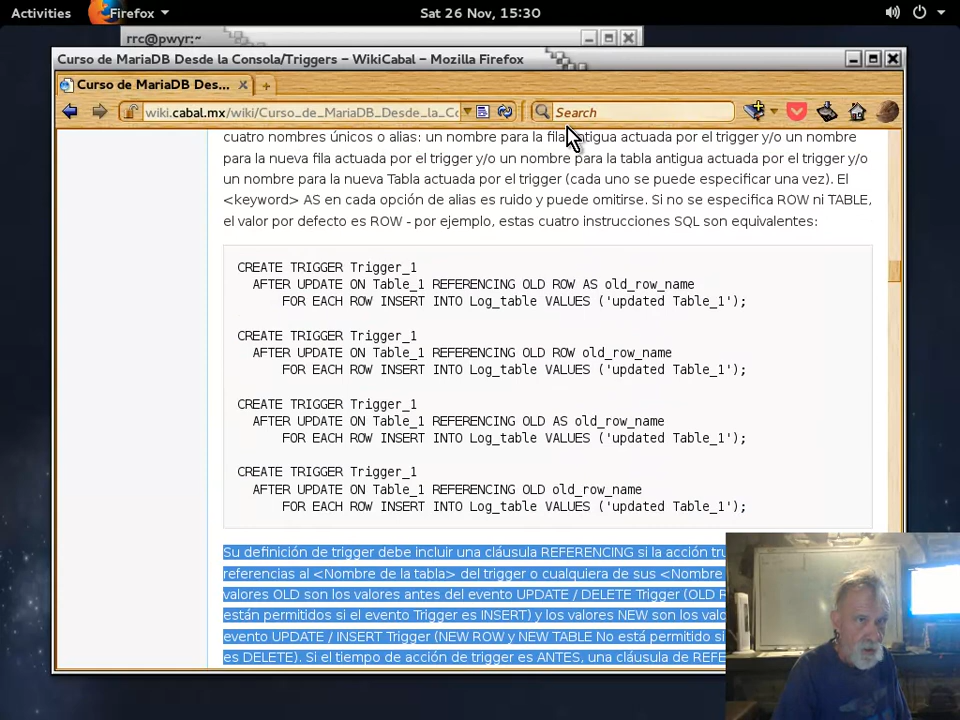 Activities Firefox Sat 26 Nov, 15:30
rrc@pwyr:~
Curso de MariaDB Desde la Consola/Triggers – WikiCabal – Mozilla Firefox
Curso de MariaDB Des...
wiki.cabal.mx/wiki/Curso_de_MariaDB_Desde_la_Co Search
cuatro nombres únicos o alias: un nombre para la fila antigua actuada por el trigger y/o un nombre
para la nueva fila actuada por el trigger y/o un nombre para la tabla antigua actuada por el trigger y/o
un nombre para la nueva Tabla actuada por el trigger (cada uno se puede especificar una vez). El
<keyword> AS en cada opción de alias es ruido y puede omitirse. Si no se especifica ROW ni TABLE,
el valor por defecto es ROW - por ejemplo, estas cuatro instrucciones SQL son equivalentes:
CREATE TRIGGER Trigger_1
AFTER UPDATE ON Table_1 REFERENCING OLD ROW AS old_row_name
FOR EACH ROW INSERT INTO Log_table VALUES ('updated Table_1');
CREATE TRIGGER Trigger_1
AFTER UPDATE ON Table_1 REFERENCING OLD ROW old_row_name
FOR EACH ROW INSERT INTO Log_table VALUES ('updated Table_1');
CREATE TRIGGER Trigger_1
AFTER UPDATE ON Table_1 REFERENCING OLD AS old_row_name
FOR EACH ROW INSERT INTO Log_table VALUES ('updated Table_1');
CREATE TRIGGER Trigger_1
AFTER UPDATE ON Table_1 REFERENCING OLD old_row_name
FOR EACH ROW INSERT INTO Log_table VALUES ('updated Table_1');
Su definición de trigger debe incluir una cláusula REFERENCING si la acción
referencias al <Nombre de la tabla> del trigger o cualquiera de sus <Nombre
valores OLD son los valores antes del evento UPDATE / DELETE Trigger (OLD
están permitidos si el evento Trigger es INSERT) y los valores NEW son los
evento UPDATE / INSERT Trigger (NEW ROW y NEW TABLE No está permitido si
es DELETE). Si el tiempo de acción de trigger es ANTES, una cláusula de